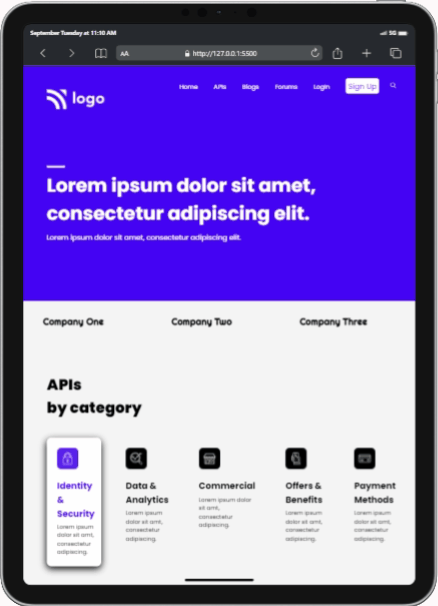 September Tuesday at 11:10 AM
5G
AA
http://127.0.0.1:5500
logo
Home APIs Blogs Forums Login Sign Up
Lorem ipsum dolor sit amet,
consectetur adipiscing elit.
Lorem ipsum dolor sit amet, consectetur adipiscing elit.
Company One Company Two Company Three
APIs
by category
Identity
&
Security
Lorem ipsum
dolor sit amt,
consectetur
adipiscing.
Data &
Analytics
Lorem ipsum
dolor sit amt,
consectetur
adipiscing.
Commercial
Lorem ipsum dolor
sit amt,
consectetur
adipiscing.
Offers &
Benefits
Lorem ipsum
dolor sit amt,
consectetur
adipiscing.
Payment
Methods
Lorem ipsum
dolor sit amt,
consectetur
adipiscing.